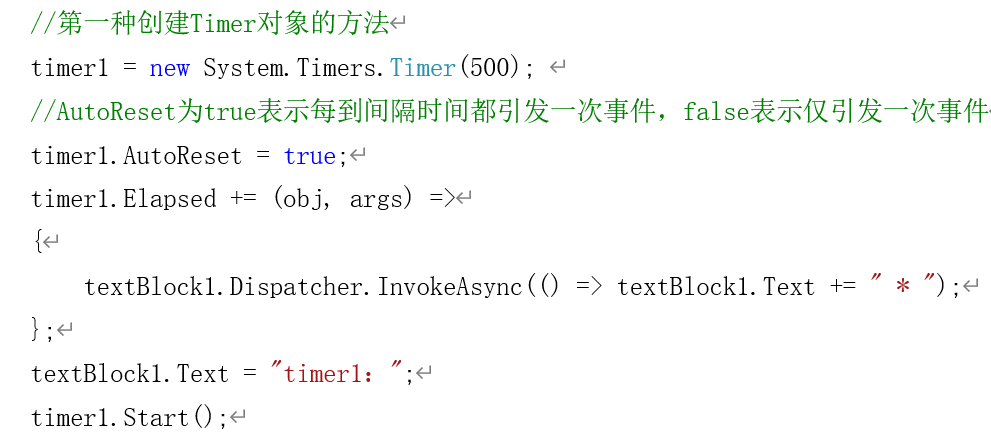 //第一种创建Timer对象的方法↵
timer1 = new System.Timers.Timer(500); ↵
//AutoReset为true表示每到间隔时间都引发一次事件，false表示仅引发一次事件↵
timer1.AutoReset = true;↵
timer1.Elapsed += (obj, args) =>↵
{↵
    textBlock1.Dispatcher.InvokeAsync(() => textBlock1.Text += " * ");↵
};↵
textBlock1.Text = "timer1：";↵
timer1.Start();↵